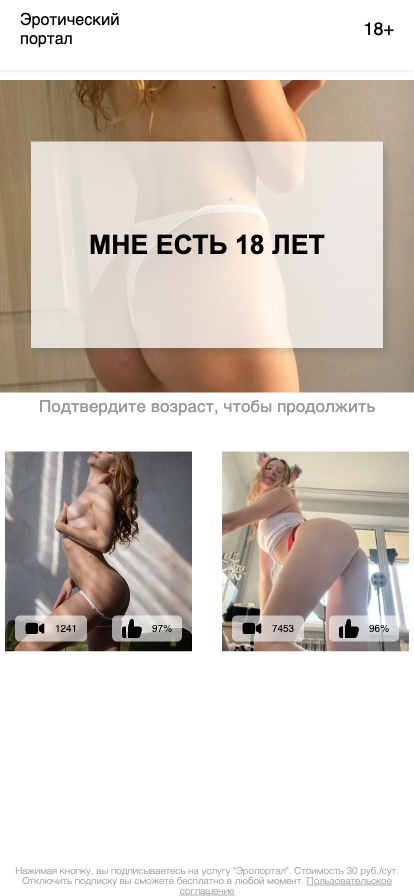 Эротический
портал
18+
МНЕ ЕСТЬ 18 ЛЕТ
Подтвердите возраст, чтобы продолжить
1241
97%
7453
96%
Нажимая кнопку, вы подписываетесь на услугу "Эропортал". Стоимость 30 руб./сут.
Отключить подписку вы сможете бесплатно в любой момент. Пользовательское
соглашение